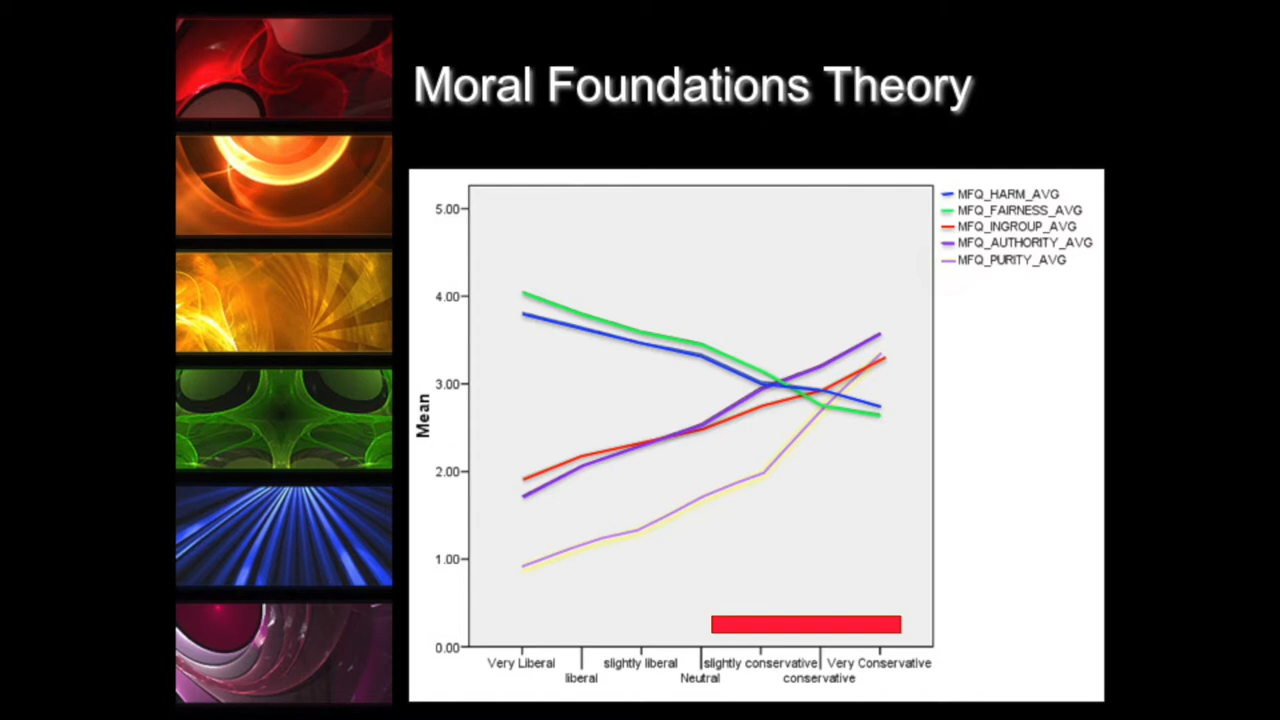 Moral Foundations Theory
MFQ_HARM_AVG
MFQ_FAIRNESS_AVG
MFQ_INGROUP_AVG
MFQ_AUTHORITY_AVG
MFQ_PURITY_AVG
5.00
4.00
3.00
2.00
1.00
0.00
Mean
Very Liberal slightly liberal slightly conservative Very Conservative
liberal Neutral conservative